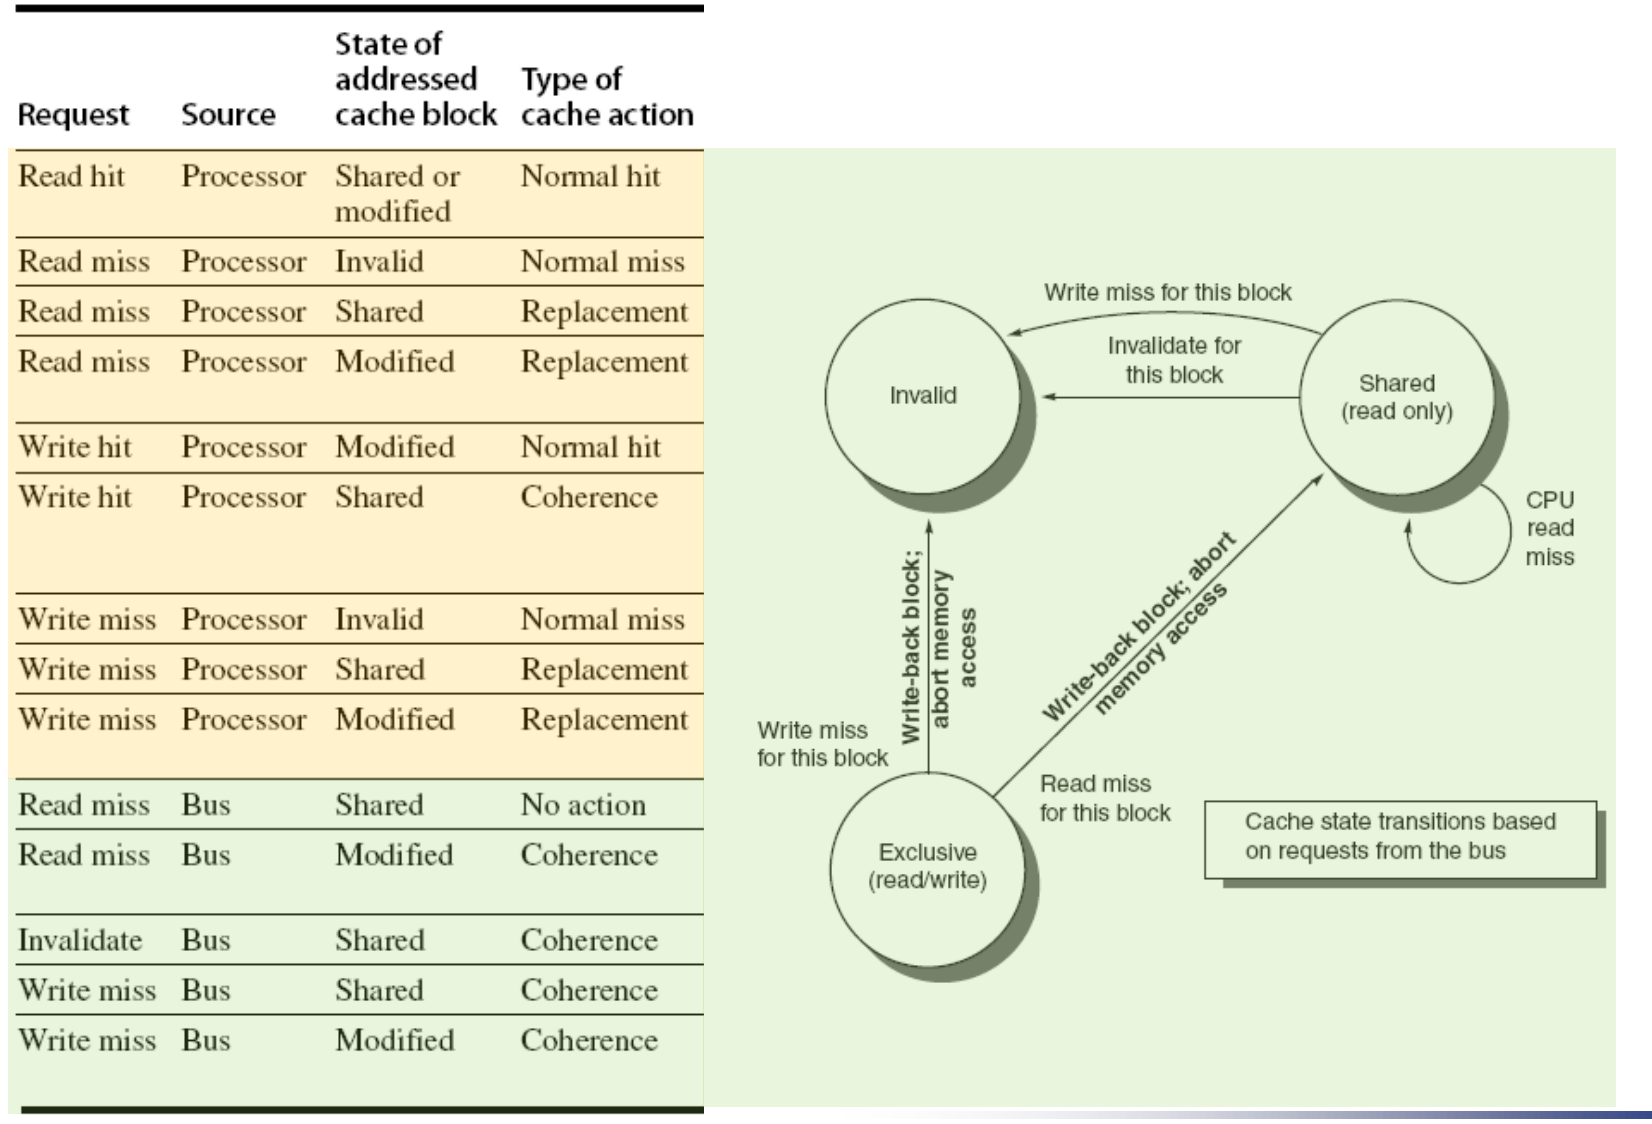 Request Source State of addressed cache block Type of cache action
Read hit Processor Shared or modified Normal hit
Read miss Processor Invalid Normal miss
Read miss Processor Shared Replacement
Read miss Processor Modified Replacement
Write hit Processor Modified Normal hit
Write hit Processor Shared Coherence
Write miss Processor Invalid Normal miss
Write miss Processor Shared Replacement
Write miss Processor Modified Replacement
Read miss Bus Shared No action
Read miss Bus Modified Coherence
Invalidate Bus Shared Coherence
Write miss Bus Shared Coherence
Write miss Bus Modified Coherence
Write miss for this block
Invalidate for
this block
Invalid
Shared
(read only)
CPU
read
miss
Write-back block;
abort memory
access
Write-back block; abort
memory access
Write miss
for this block
Read miss
for this block
Exclusive
(read/write)
Cache state transitions based
on requests from the bus